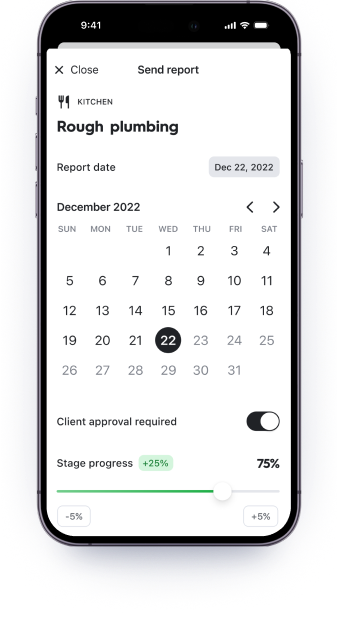 9:41
Close Send report
KITCHEN
Rough plumbing
Report date Dec 22, 2022
December 2022
SUN MON TUE WED THU FRI SAT
1 2 3 4
5 6 7 8 9 10 11
12 13 14 15 16 17 18
19 20 21 22 23 24 25
26 27 28 29 30 31
Client approval required
Stage progress +25% 75%
-5% +5%